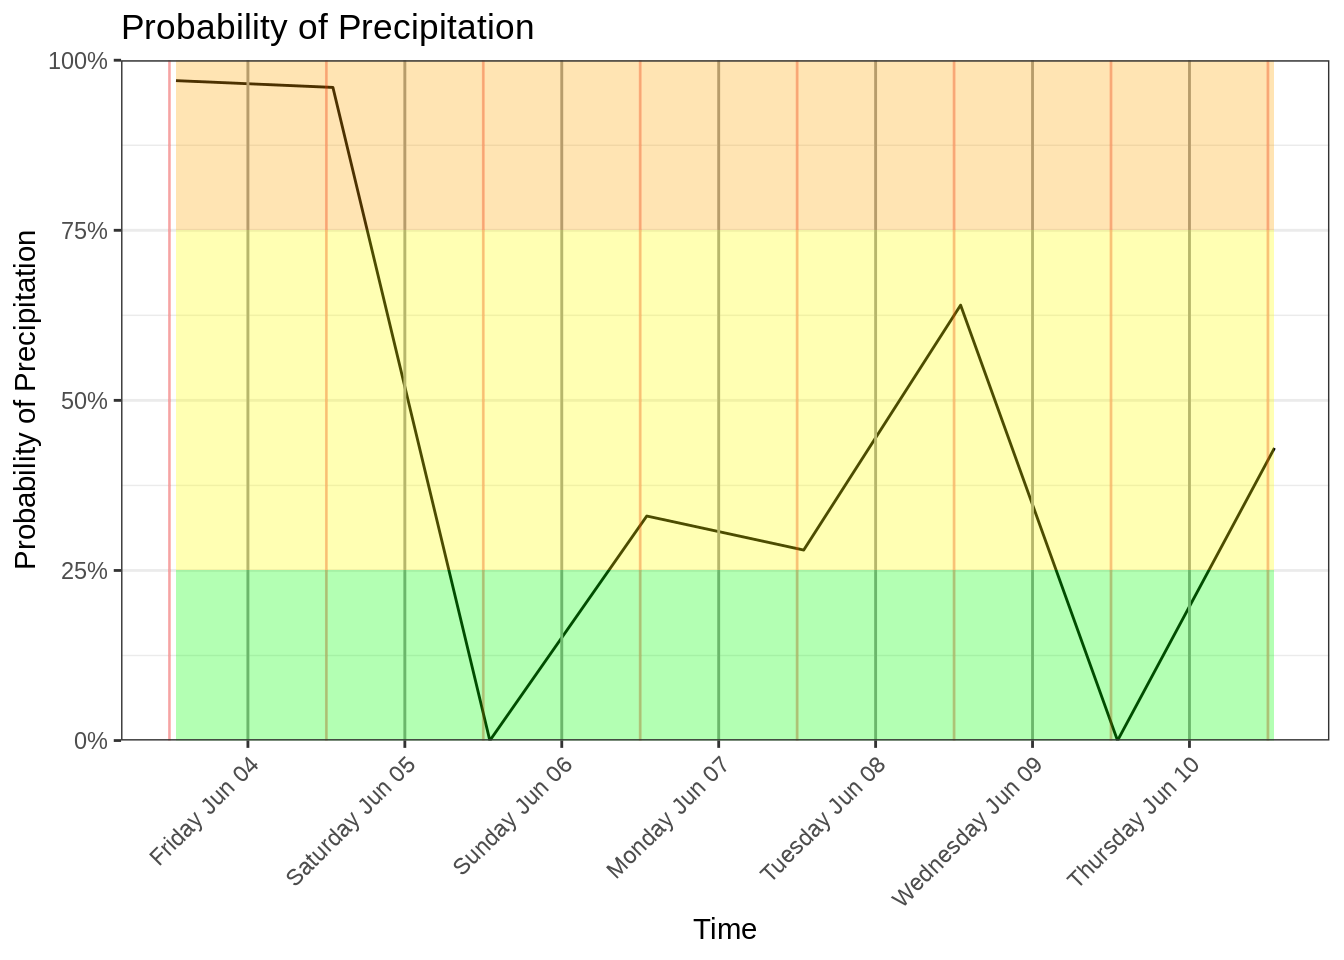 Probability of Precipitation
Probability of Precipitation
100%
75%
50%
25%
0%
Friday Jun 04
Saturday Jun 05
Sunday Jun 06
Monday Jun 07
Tuesday Jun 08
Wednesday Jun 09
Thursday Jun 10
Time